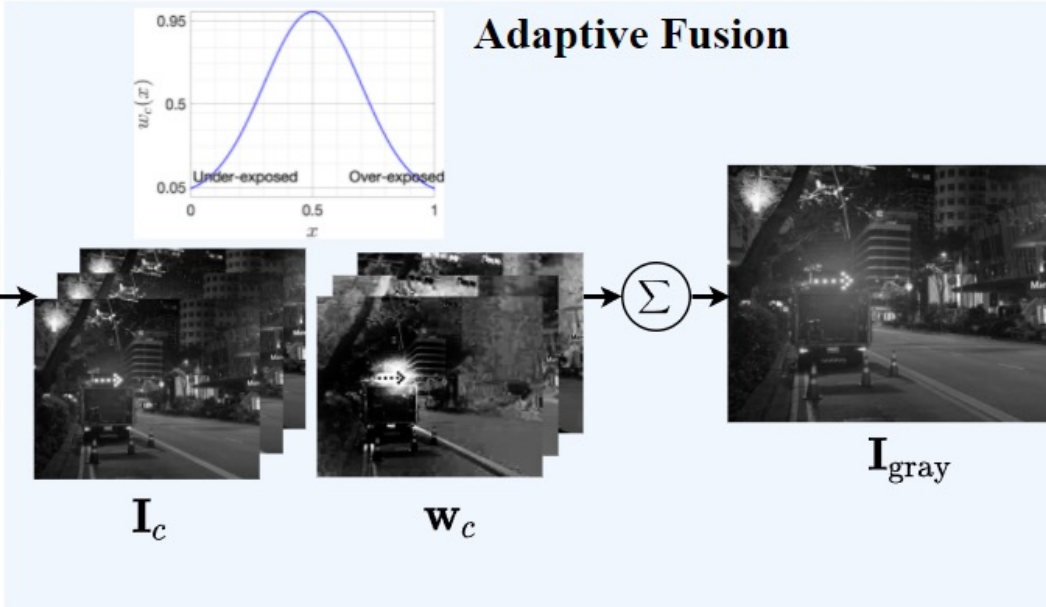 Adaptive Fusion
w_c(x)
0.95
0.5
0.05
Under-exposed
Over-exposed
0
0.5
1
x
Σ
I_c
w_c
I_gray